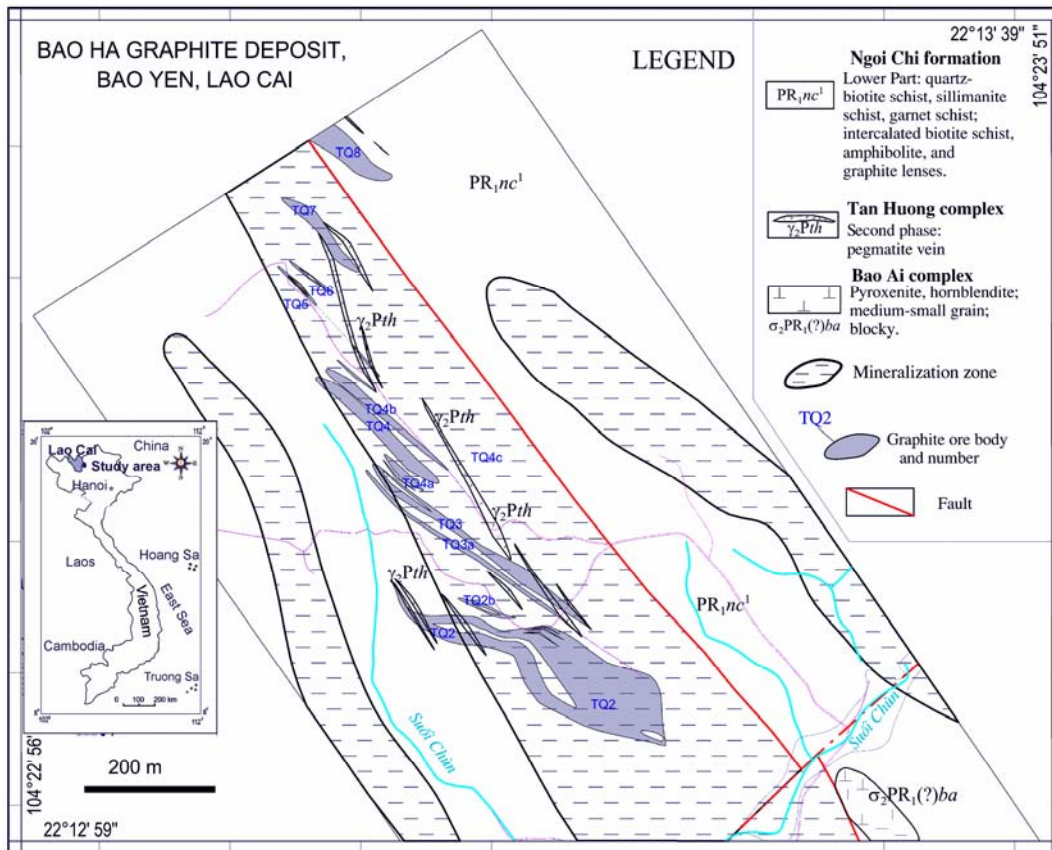 BAO HA GRAPHITE DEPOSIT,
BAO YEN, LAO CAI
LEGEND
22°13'39"
104°23'51"
Ngoi Chi formation
PR₁nc¹
Lower Part: quartz-
biotite schist, sillimanite
schist, garnet schist;
intercalated biotite schist,
amphibolite, and
graphite lenses.
Tan Huong complex
γ₂Pth
Second phase:
pegmatite vein
Bao Ai complex
Pyroxenite, hornblendite;
medium-small grain;
blocky.
σ₂PR₁(?)ba
Mineralization zone
TQ2
Graphite ore body
and number
Fault
TQ8
PR₁nc¹
TQ7
TQ6
TQ5
γ₂Pth
TQ4b
TQ4
γ₂Pth
TQ4c
TQ4a
TQ3
γ₂Pth
TQ3a
γ₂Pth
TQ2b
PR₁nc¹
TQ2
TQ2
Suối Chùn
Suối Chùn
σ₂PR₁(?)ba
China
Lao Cai
Study area
Hanoi
Laos
Hoang Sa
Vietnam
East Sea
Cambodia
Truong Sa
0 100 200 km
104°22'56"
200 m
22°12'59"